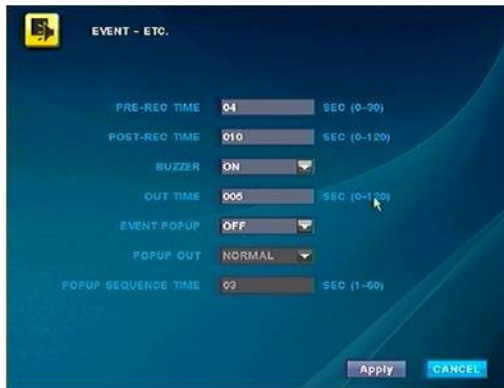 EVENT - ETC.
PRE-REC TIME 04 SEC (0-30)
POST-REC TIME 010 SEC (0-120)
BUZZER ON
OUT TIME 005 SEC (0-120)
EVENT POPUP OFF
POPUP OUT NORMAL
POPUP SEQUENCE TIME 03 SEC (1-60)
Apply CANCEL